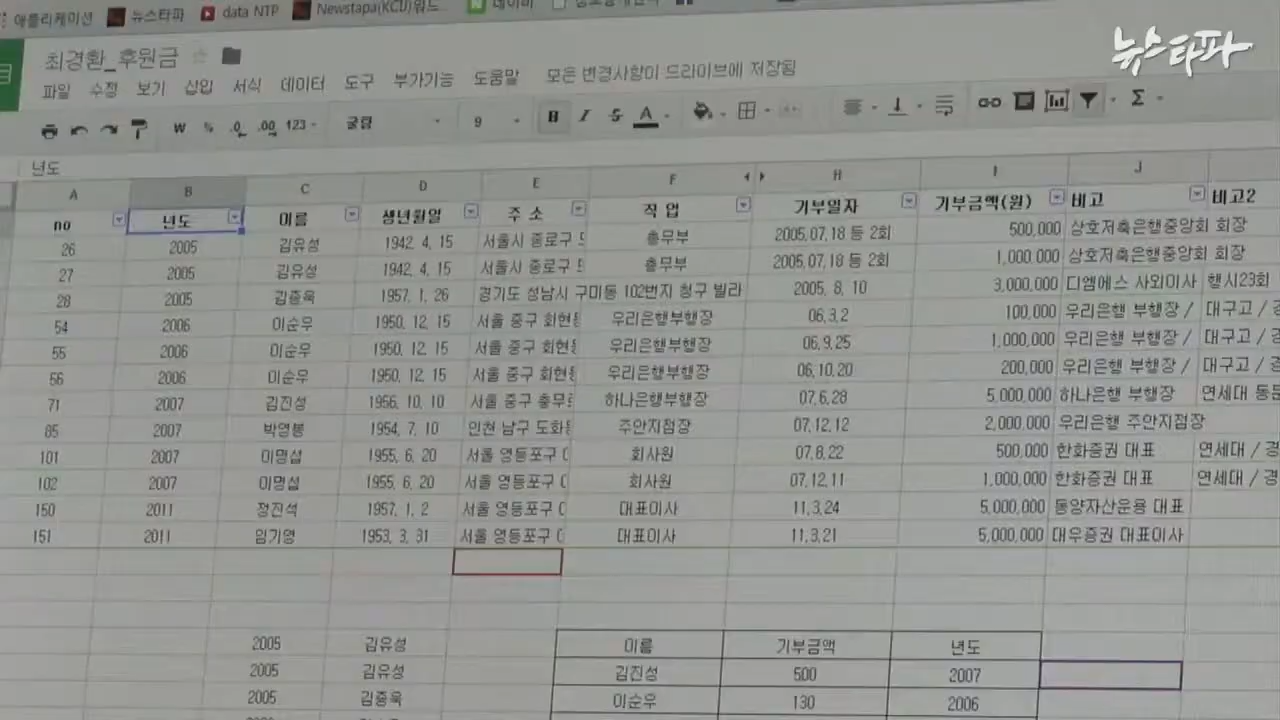 애플리케이션 뉴스타파 data NTP Newstapa(KCIJ)워드.. 네이버
뉴스타파
최경환_후원금
파일 수정 보기 삽입 서식 데이터 도구 부가기능 도움말 모든 변경사항이 드라이브에 저장됨
W % .0 .00 123 굴림 9 B I S A Σ
년도
A B C D E F H I J
no 년도 이름 생년월일 주 소 직 업 기부일자 기부금액(원) 비고 비고2
26 2005 김유성 1942. 4. 15 서울시 종로구 총무부 2005.07.18 등 2회 500,000 상호저축은행중앙회 회장
27 2005 김유성 1942. 4. 15 서울시 종로구 총무부 2005.07.18 등 2회 1,000,000 상호저축은행중앙회 회장
28 2005 김종욱 1957. 1. 26 경기도 성남시 구미동 102번지 청구 빌라 2005. 8. 10 3,000,000 디엠에스 사외이사 행시23회
54 2006 이순우 1950. 12. 15 서울 중구 회현동 우리은행부행장 06.3.2 100,000 우리은행 부행장 / 대구고 /
55 2006 이순우 1950. 12. 15 서울 중구 회현동 우리은행부행장 06.9.25 1,000,000 우리은행 부행장 / 대구고 /
56 2006 이순우 1950. 12. 15 서울 중구 회현동 우리은행부행장 06.10.20 200,000 우리은행 부행장 / 대구고 /
71 2007 김진성 1956. 10. 10 서울 중구 충무로 하나은행부행장 07.6.28 5,000,000 하나은행 부행장 연세대 동문
85 2007 박영봉 1954. 7. 10 인천 남구 도화동 주안지점장 07.12.12 2,000,000 우리은행 주안지점장
101 2007 이명섭 1955. 6. 20 서울 영등포구 회사원 07.8.22 500,000 한화증권 대표 연세대 /
102 2007 이명섭 1955. 6. 20 서울 영등포구 회사원 07.12.11 1,000,000 한화증권 대표 연세대 /
150 2011 정진석 1957. 1. 2 서울 영등포구 대표이사 11.3.24 5,000,000 동양자산운용 대표
151 2011 임기영 1953. 3. 31 서울 영등포구 대표이사 11.3.21 5,000,000 대우증권 대표이사
2005 김유성 이름 기부금액 년도
2005 김유성 김진성 500 2007
2005 김종욱 이순우 130 2006